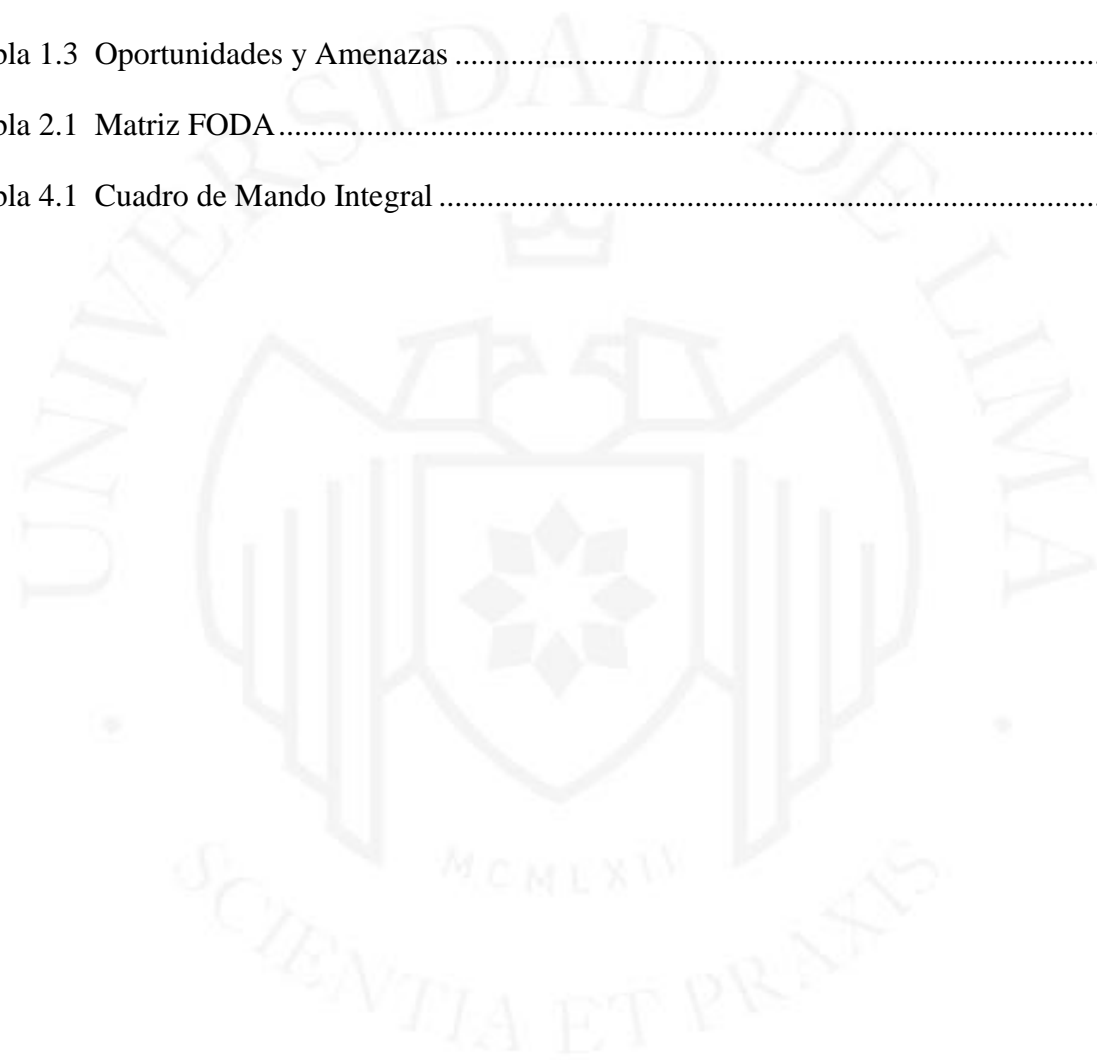 bla 1.3 Oportunidades y Amenazas ....................................................................................
bla 2.1 Matriz FODA...........................................................................................................
bla 4.1 Cuadro de Mando Integral ......................................................................................
UNIVERSIDAD DE LIMA
MCMLXII
SCIENTIA ET PRAXIS